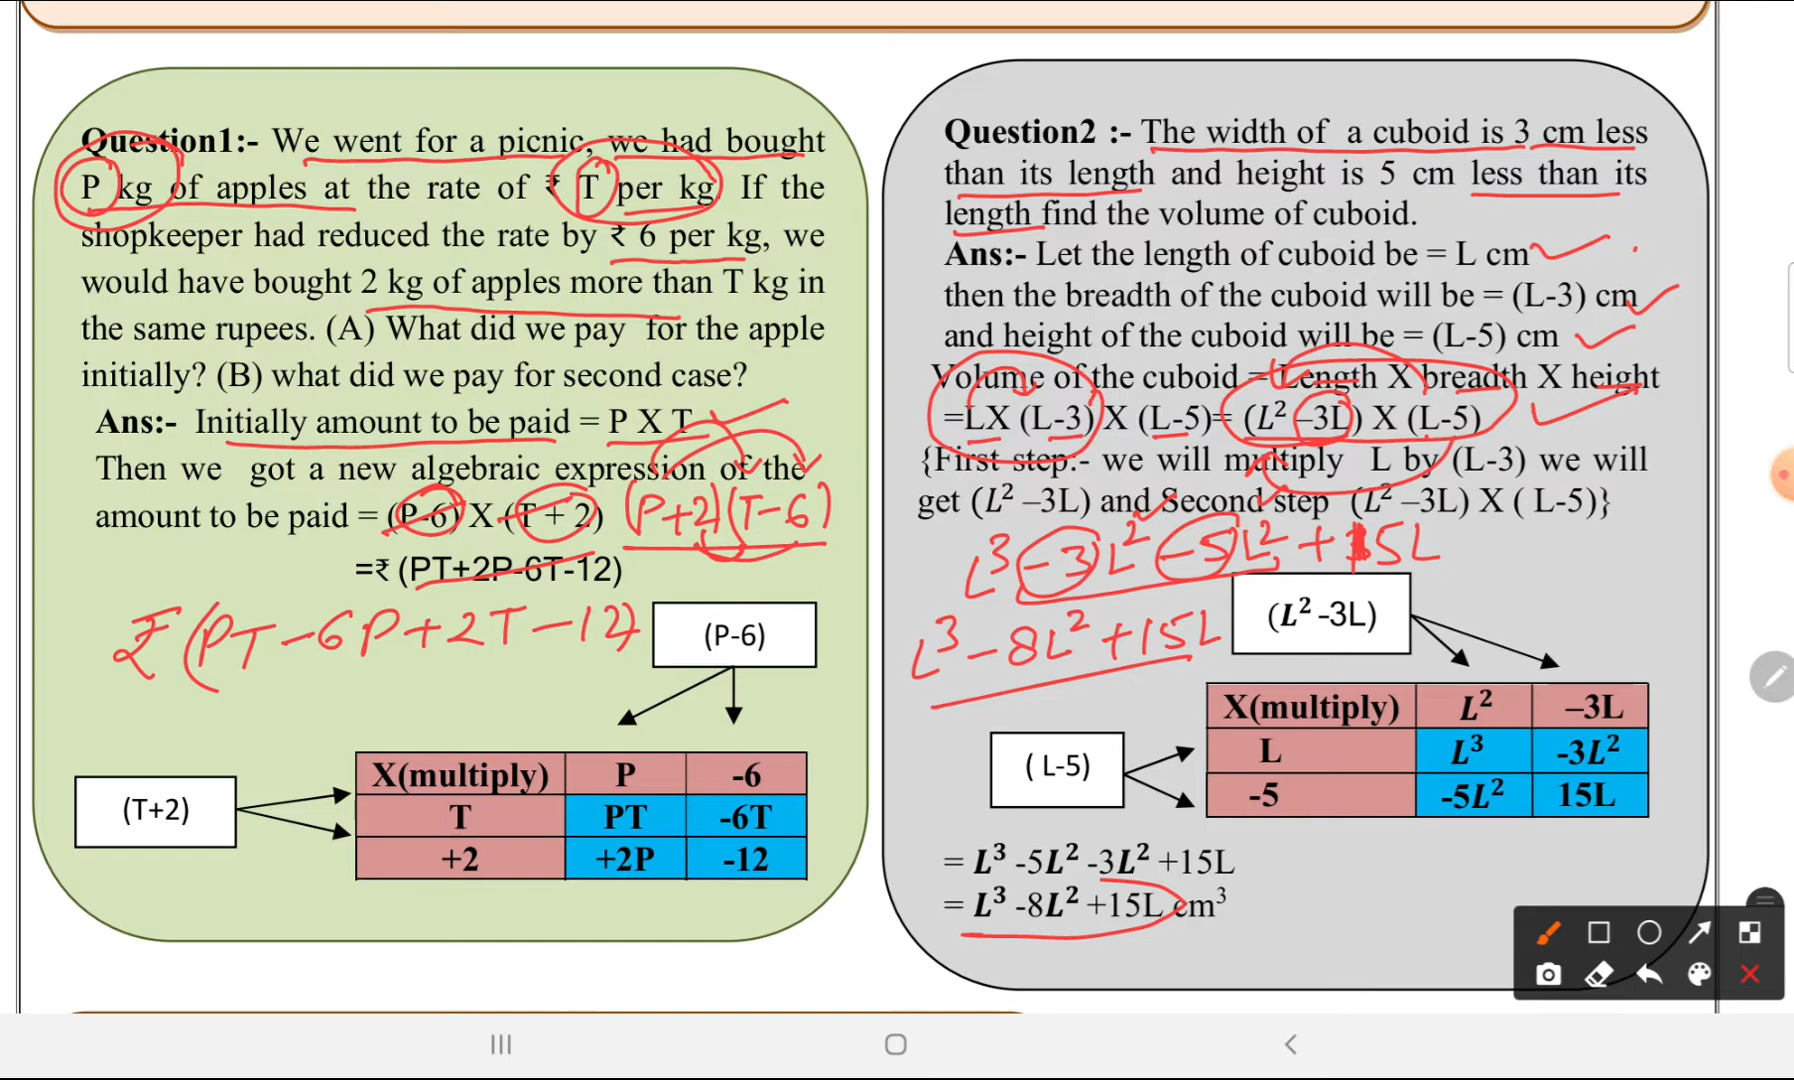 Question1:- We went for a picnic, we had bought
P kg of apples at the rate of ₹ T per kg. If the
shopkeeper had reduced the rate by ₹ 6 per kg, we
would have bought 2 kg of apples more than T kg in
the same rupees. (A) What did we pay for the apple
initially? (B) what did we pay for second case?
Ans:- Initially amount to be paid = P X T
Then we got a new algebraic expression of the
amount to be paid = (P-6) X (T + 2) (P+2)(T-6)
=₹ (PT+2P-6T-12)
₹(PT-6P+2T-12)
(P-6)
(T+2)
X(multiply) P -6
T PT -6T
+2 +2P -12
Question2 :- The width of a cuboid is 3 cm less
than its length and height is 5 cm less than its
length find the volume of cuboid.
Ans:- Let the length of cuboid be = L cm
then the breadth of the cuboid will be = (L-3) cm
and height of the cuboid will be = (L-5) cm
Volume of the cuboid = Length X breadth X height
=LX (L-3) X (L-5)= (L² –3L) X (L-5)
{First step:- we will multiply L by (L-3) we will
get (L² –3L) and Second step (L² –3L) X ( L-5)}
L³-3L²-5L²+15L
L³-8L²+15L
(L² -3L)
( L-5)
X(multiply) L² –3L
L L³ -3L²
-5 -5L² 15L
= L³ -5L² -3L² +15L
= L³ -8L² +15L cm³